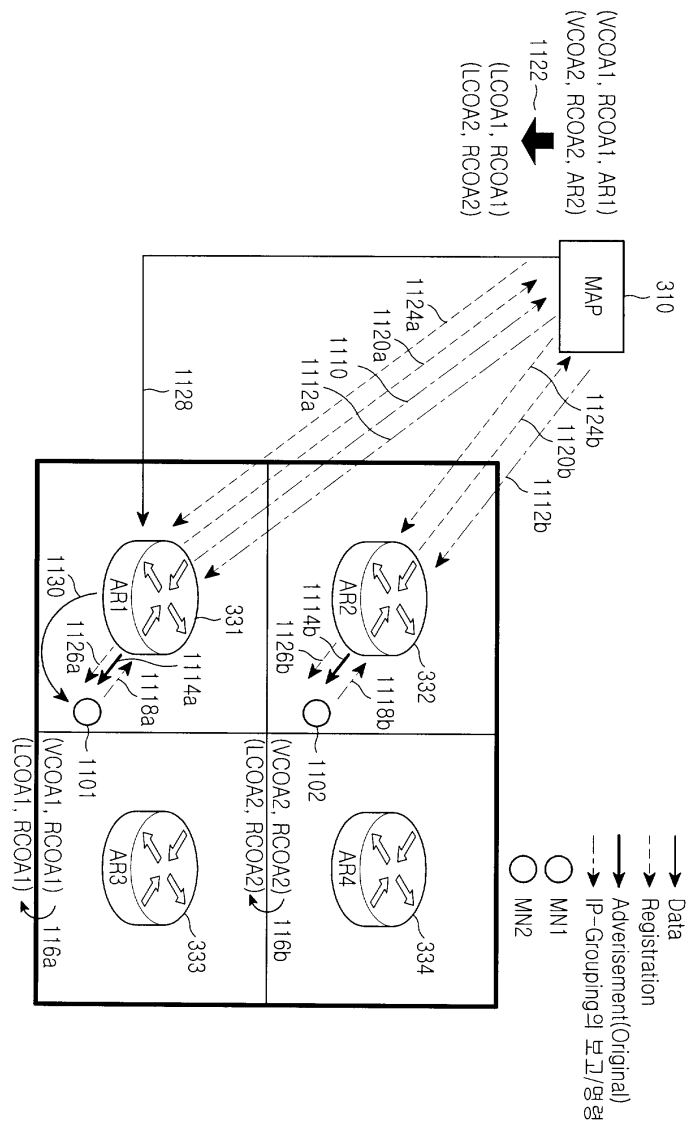 (VCOA1, RCOA1, AR1)
(VCOA2, RCOA2, AR2)
1122
(LCOA1, RCOA1)
(LCOA2, RCOA2)
MAP
310
1124a
1120a
1110
1112a
1128
1124b
1120b
1112b
AR1
331
1130
1126a
1114a
1118a
1101
AR2
332
1114b
1126b
1118b
1102
(VCOA1, RCOA1)
(LCOA1, RCOA1)
116a
(VCOA2, RCOA2)
(LCOA2, RCOA2)
116b
AR3
333
AR4
334
Data
Registration
Adverisement(Original)
IP-Grouping의 보고/명령
MN1
MN2